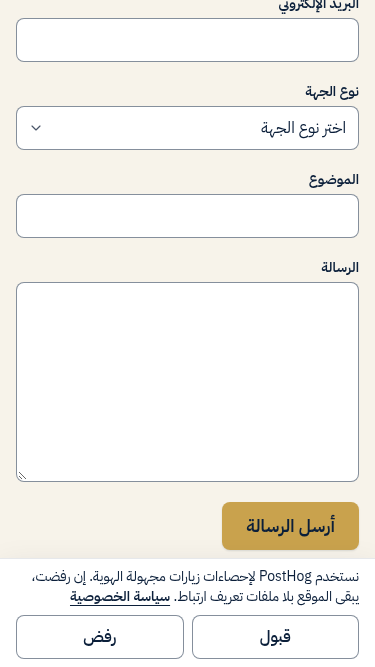 البريد الإلكتروني
نوع الجهة
اختر نوع الجهة
الموضوع
الرسالة
أرسل الرسالة
نستخدم PostHog لإحصاءات زيارات مجهولة الهوية. إن رفضت،
يبقى الموقع بلا ملفات تعريف ارتباط. سياسة الخصوصية
قبول
رفض